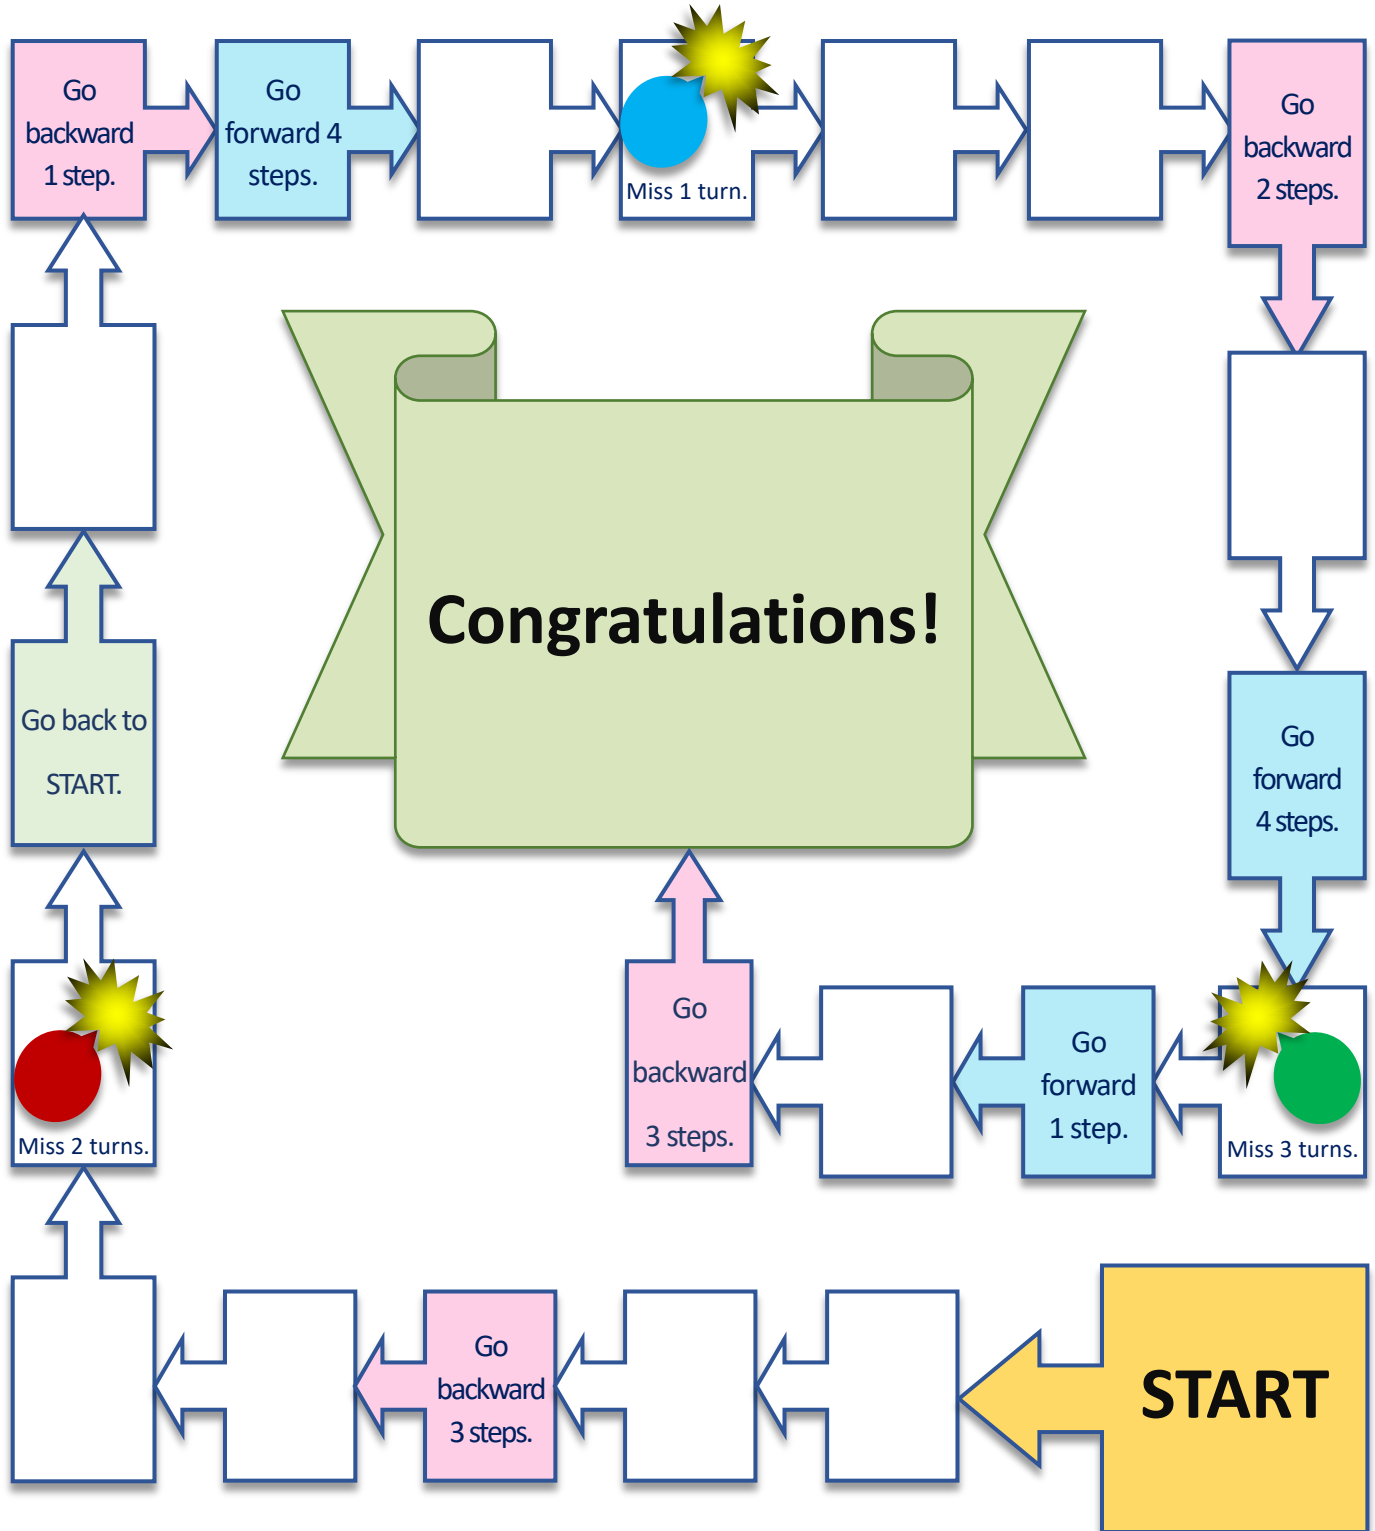 Go
backward
1 step.
Go
forward 4
steps.
Miss 1 turn.
Go
backward
2 steps.
Congratulations!
Go back to
START.
Go
forward
4 steps.
Miss 2 turns.
Go
backward
3 steps.
Go
forward
1 step.
Miss 3 turns.
Go
backward
3 steps.
START